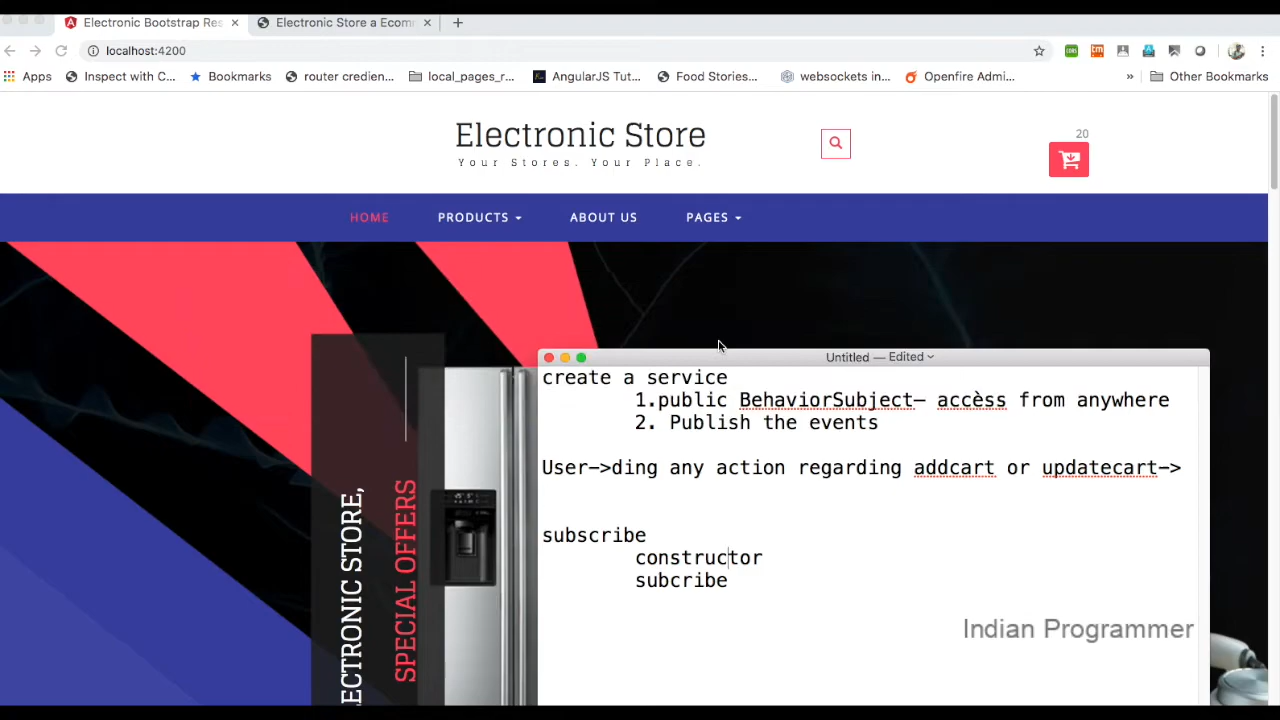 Electronic Bootstrap Res
Electronic Store a Ecom
localhost:4200
Apps
Inspect with C...
Bookmarks
router credien...
local_pages_r...
AngularJS Tut...
Food Stories...
websockets in...
Openfire Admi...
»
Other Bookmarks
Electronic Store
Your Stores. Your Place.
20
HOME
PRODUCTS
ABOUT US
PAGES
ECTRONIC STORE,
SPECIAL OFFERS
Untitled — Edited
create a service
1.public BehaviorSubject– accèss from anywhere
2. Publish the events
User->ding any action regarding addcart or updatecart->
subscribe
constructor
subcribe
Indian Programmer